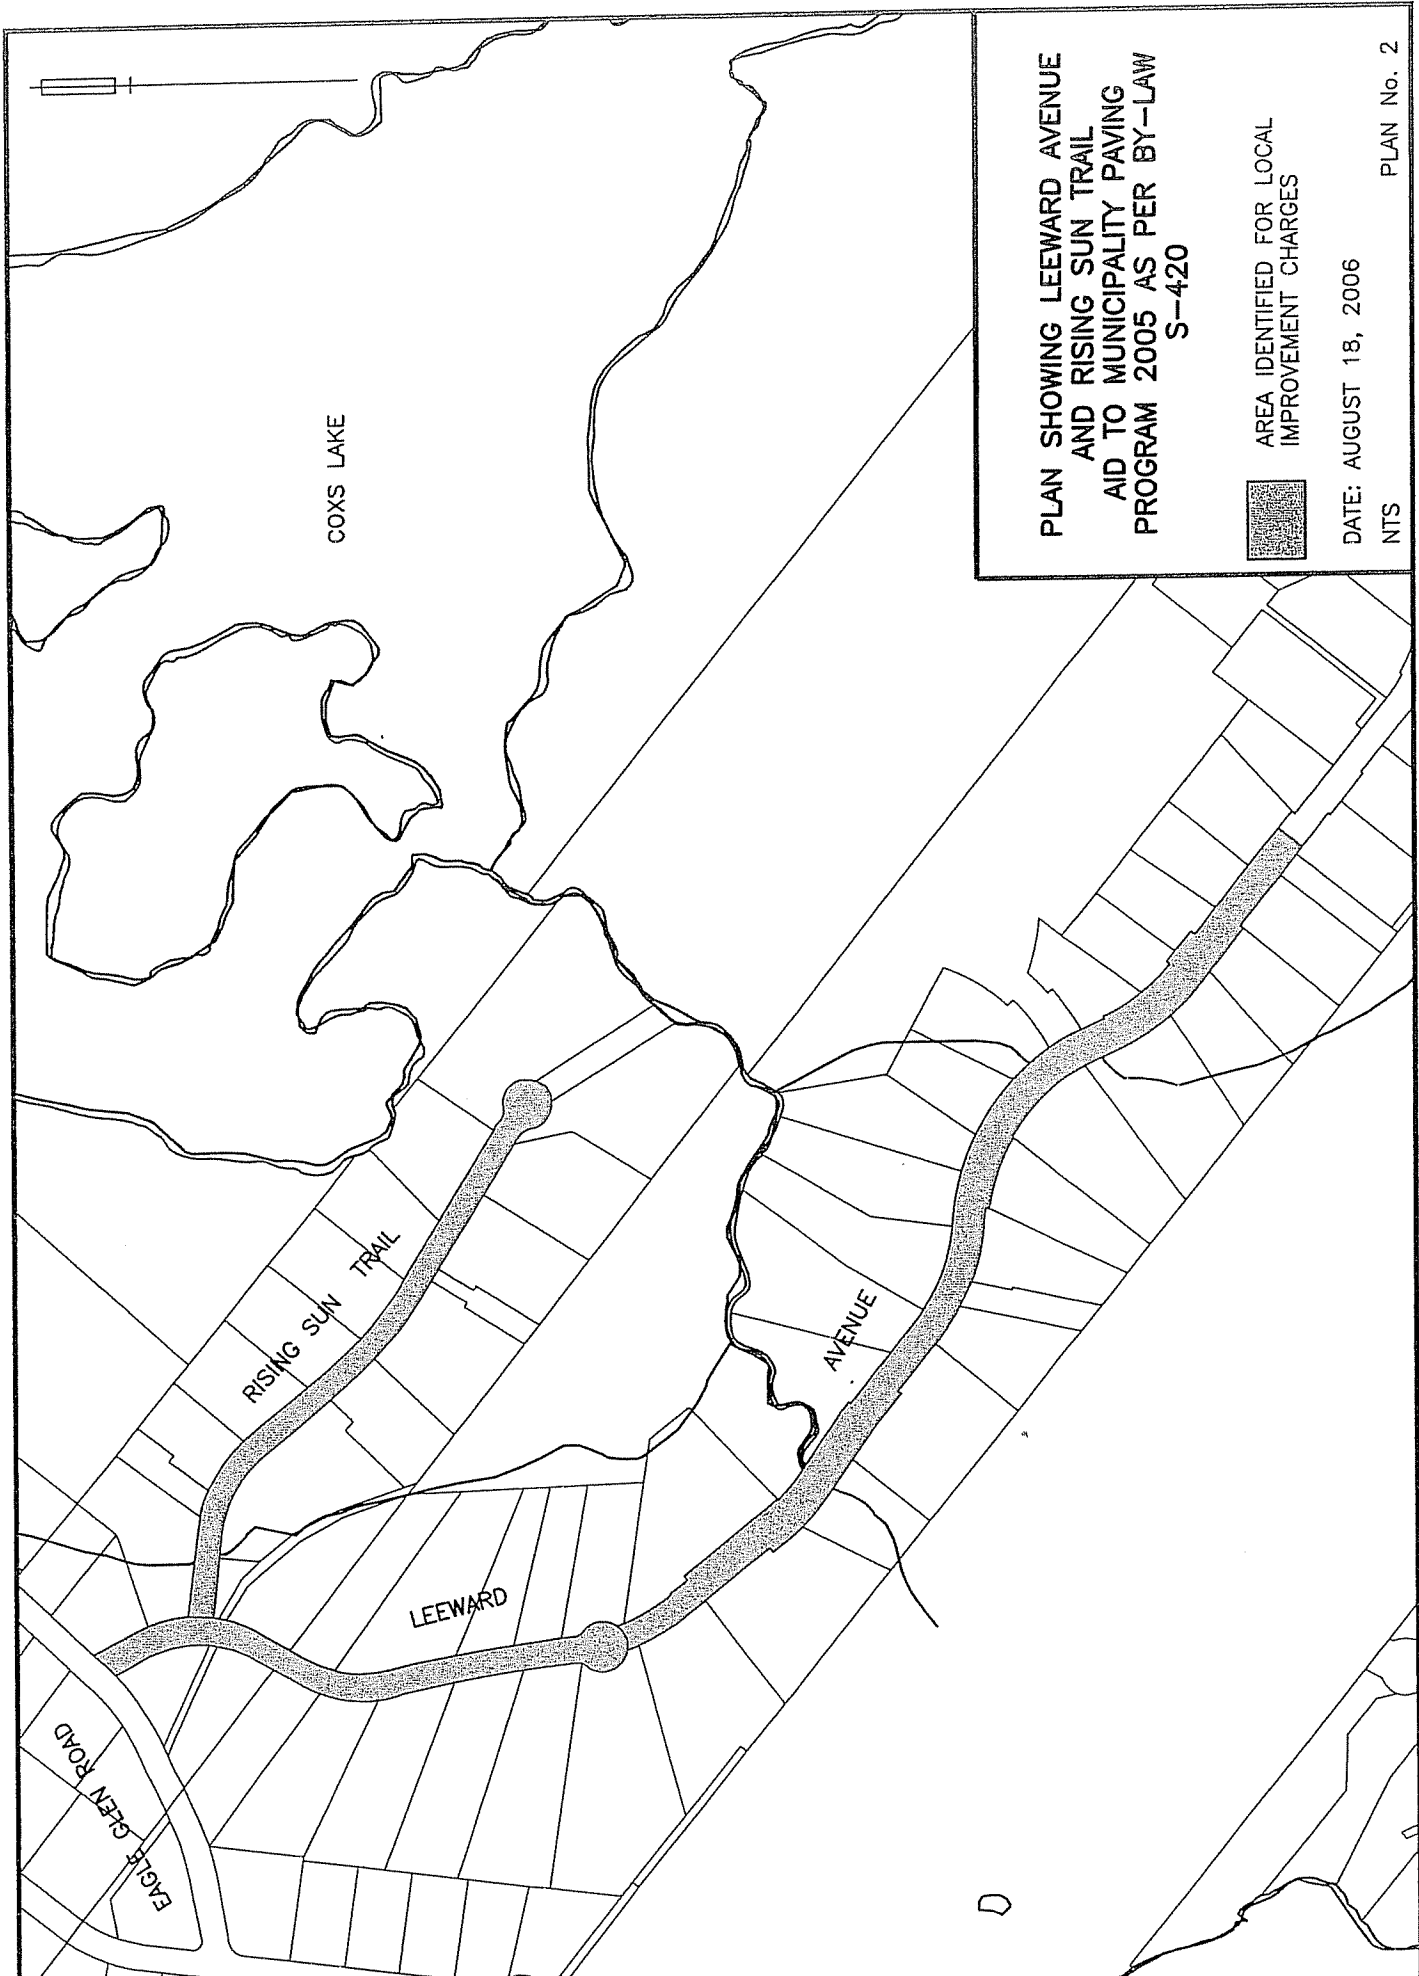 COXS LAKE
RISING SUN TRAIL
LEEWARD
AVENUE
EAGLE GLEN ROAD
PLAN SHOWING LEEWARD AVENUE
AND RISING SUN TRAIL
AID TO MUNICIPALITY PAVING
PROGRAM 2005 AS PER BY-LAW
S-420
AREA IDENTIFIED FOR LOCAL
IMPROVEMENT CHARGES
DATE: AUGUST 18, 2006
NTS
PLAN No. 2